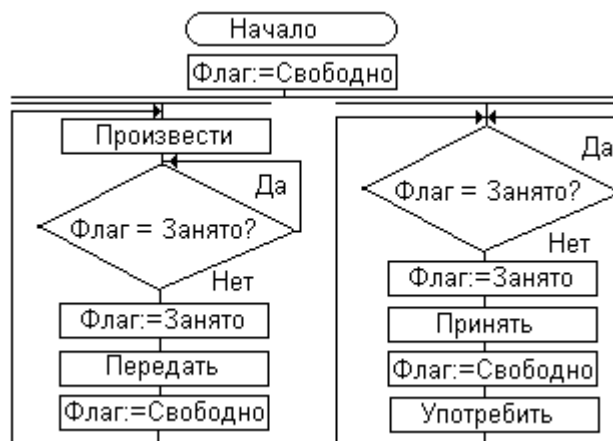 Начало
Флаг:=Свободно
Произвести
Да
Флаг = Занято?
Нет
Флаг:=Занято
Передать
Флаг:=Свободно
Да
Флаг = Занято?
Нет
Флаг:=Занято
Принять
Флаг:=Свободно
Употребить